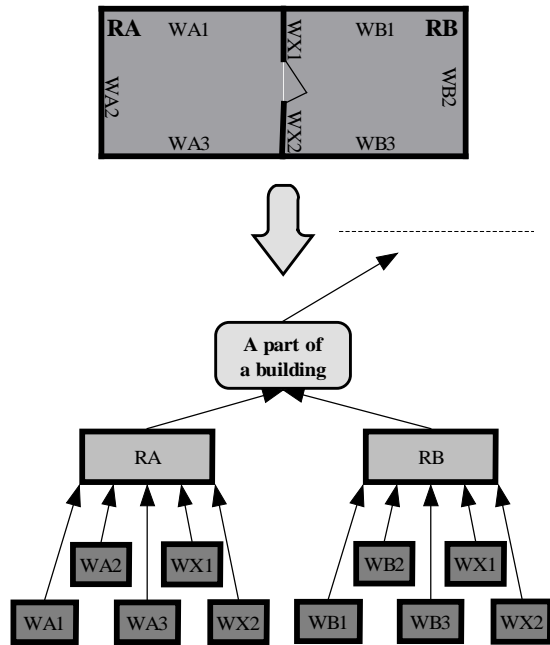 RA WA1 WX1 WB1 RB
WA2 WB2
WA3 WX2 WB3
A part of
a building
RA RB
WA2 WX1 WB2 WX1
WA1 WA3 WX2 WB1 WB3 WX2